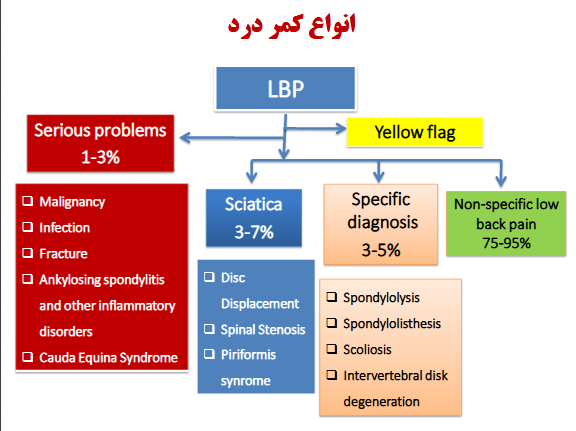 انواع کمر درد
LBP
Serious problems
1-3%
Yellow flag
❑ Malignancy
❑ Infection
❑ Fracture
❑ Ankylosing spondylitis
and other inflammatory
disorders
❑ Cauda Equina Syndrome
Sciatica
3-7%
❑ Disc
Displacement
❑ Spinal Stenosis
❑ Piriformis
synrome
Specific
diagnosis
3-5%
❑ Spondylolysis
❑ Spondylolisthesis
❑ Scoliosis
❑ Intervertebral disk
degeneration
Non-specific low
back pain
75-95%